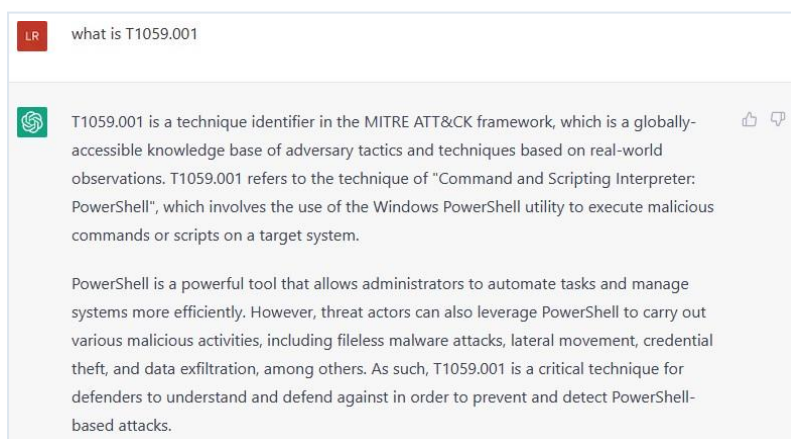 LR
what is T1059.001
T1059.001 is a technique identifier in the MITRE ATT&CK framework, which is a globally-
accessible knowledge base of adversary tactics and techniques based on real-world
observations. T1059.001 refers to the technique of "Command and Scripting Interpreter:
PowerShell", which involves the use of the Windows PowerShell utility to execute malicious
commands or scripts on a target system.
PowerShell is a powerful tool that allows administrators to automate tasks and manage
systems more efficiently. However, threat actors can also leverage PowerShell to carry out
various malicious activities, including fileless malware attacks, lateral movement, credential
theft, and data exfiltration, among others. As such, T1059.001 is a critical technique for
defenders to understand and defend against in order to prevent and detect PowerShell-
based attacks.